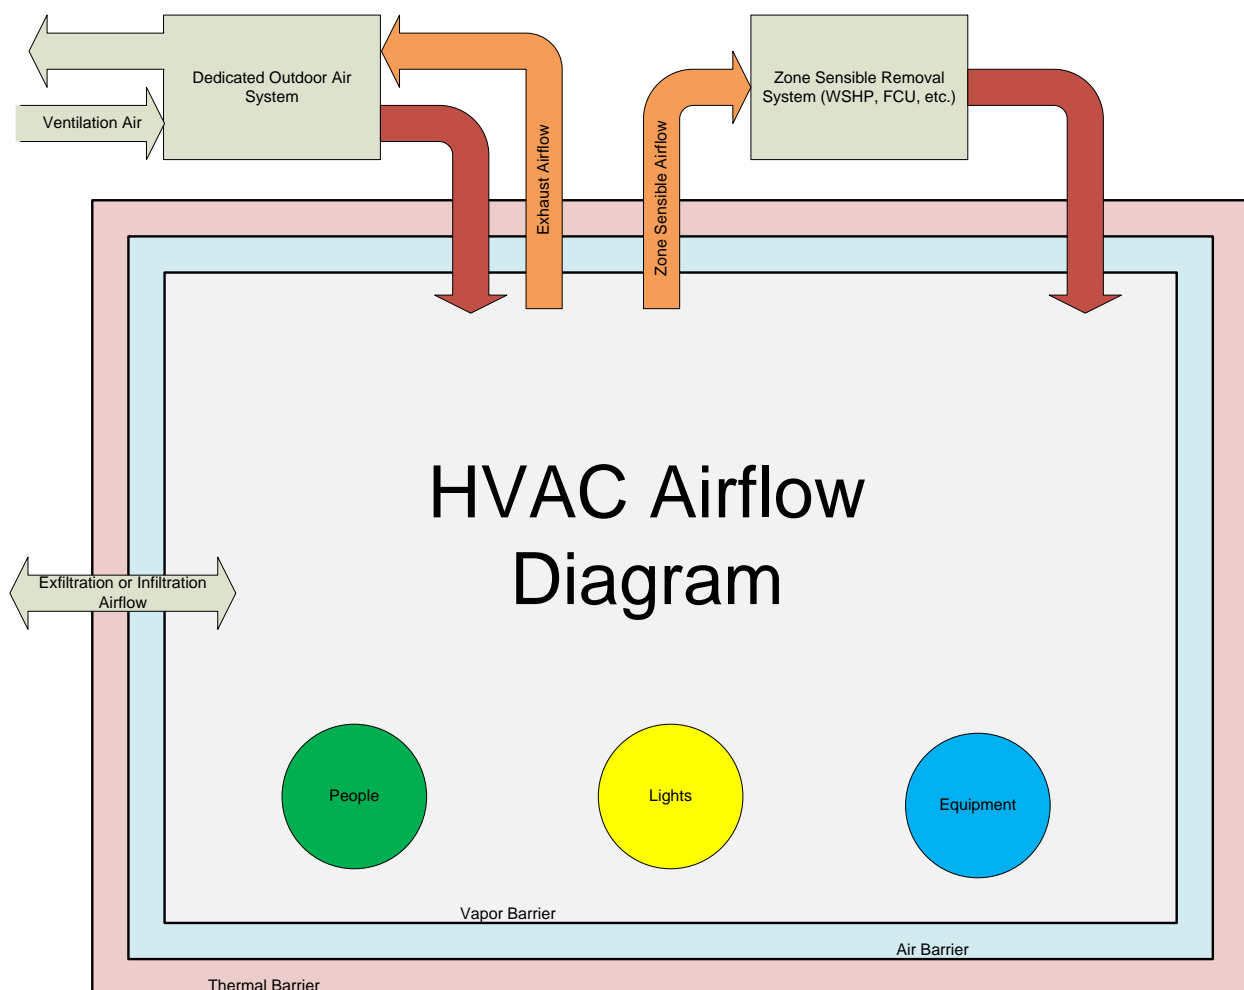 Dedicated Outdoor Air
System
Zone Sensible Removal
System (WSHP, FCU, etc.)
Ventilation Air
Exhaust Airflow
Zone Sensible Airflow
HVAC Airflow
Diagram
Exfiltration or Infiltration
Airflow
People
Lights
Equipment
Vapor Barrier
Air Barrier
Thermal Barrier